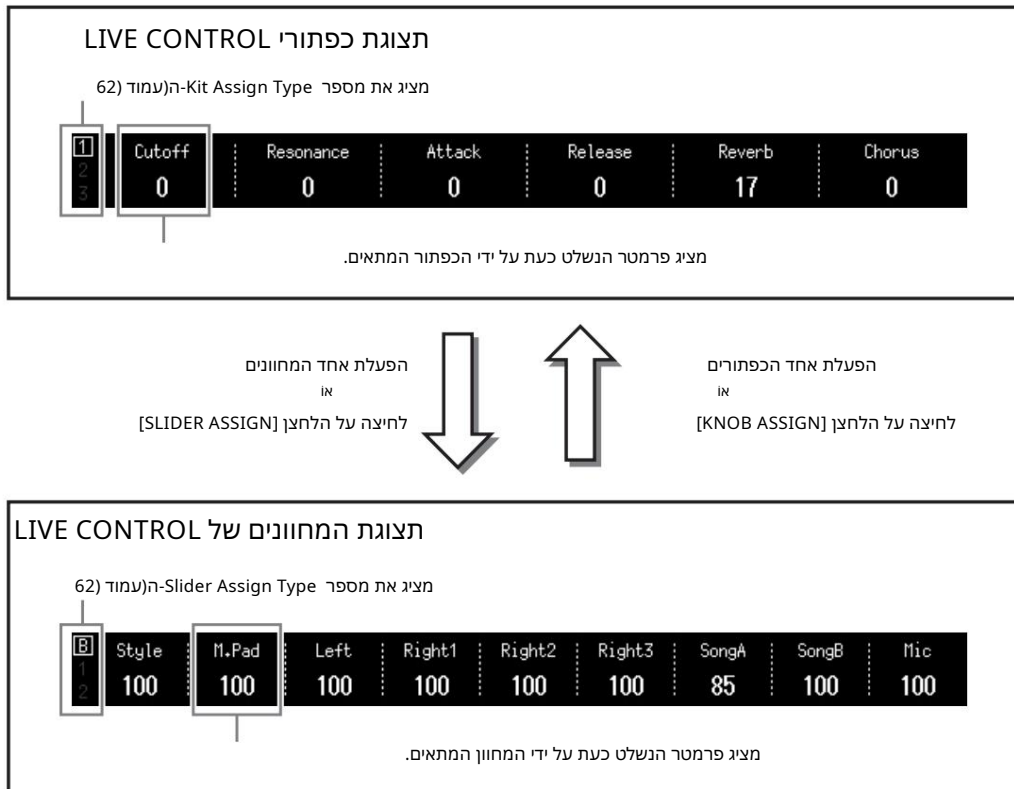 תצוגת כפתורי LIVE CONTROL
מציג את מספר Kit Assign Type-ה(עמוד 62)
1 Cutoff Resonance Attack Release Reverb Chorus
2
3 0 0 0 0 17 0
מציג פרמטר הנשלט כעת על ידי הכפתור המתאים.
הפעלת אחד הכפתורים
או
לחיצה על הלחצן [KNOB ASSIGN]
הפעלת אחד המחוונים
או
לחיצה על הלחצן [SLIDER ASSIGN]
תצוגת המחוונים של LIVE CONTROL
מציג את מספר Slider Assign Type-ה(עמוד 62)
B Style M.Pad Left Right1 Right2 Right3 SongA SongB Mic
1
2 100 100 100 100 100 100 85 100 100
מציג פרמטר הנשלט כעת על ידי המחוון המתאים.